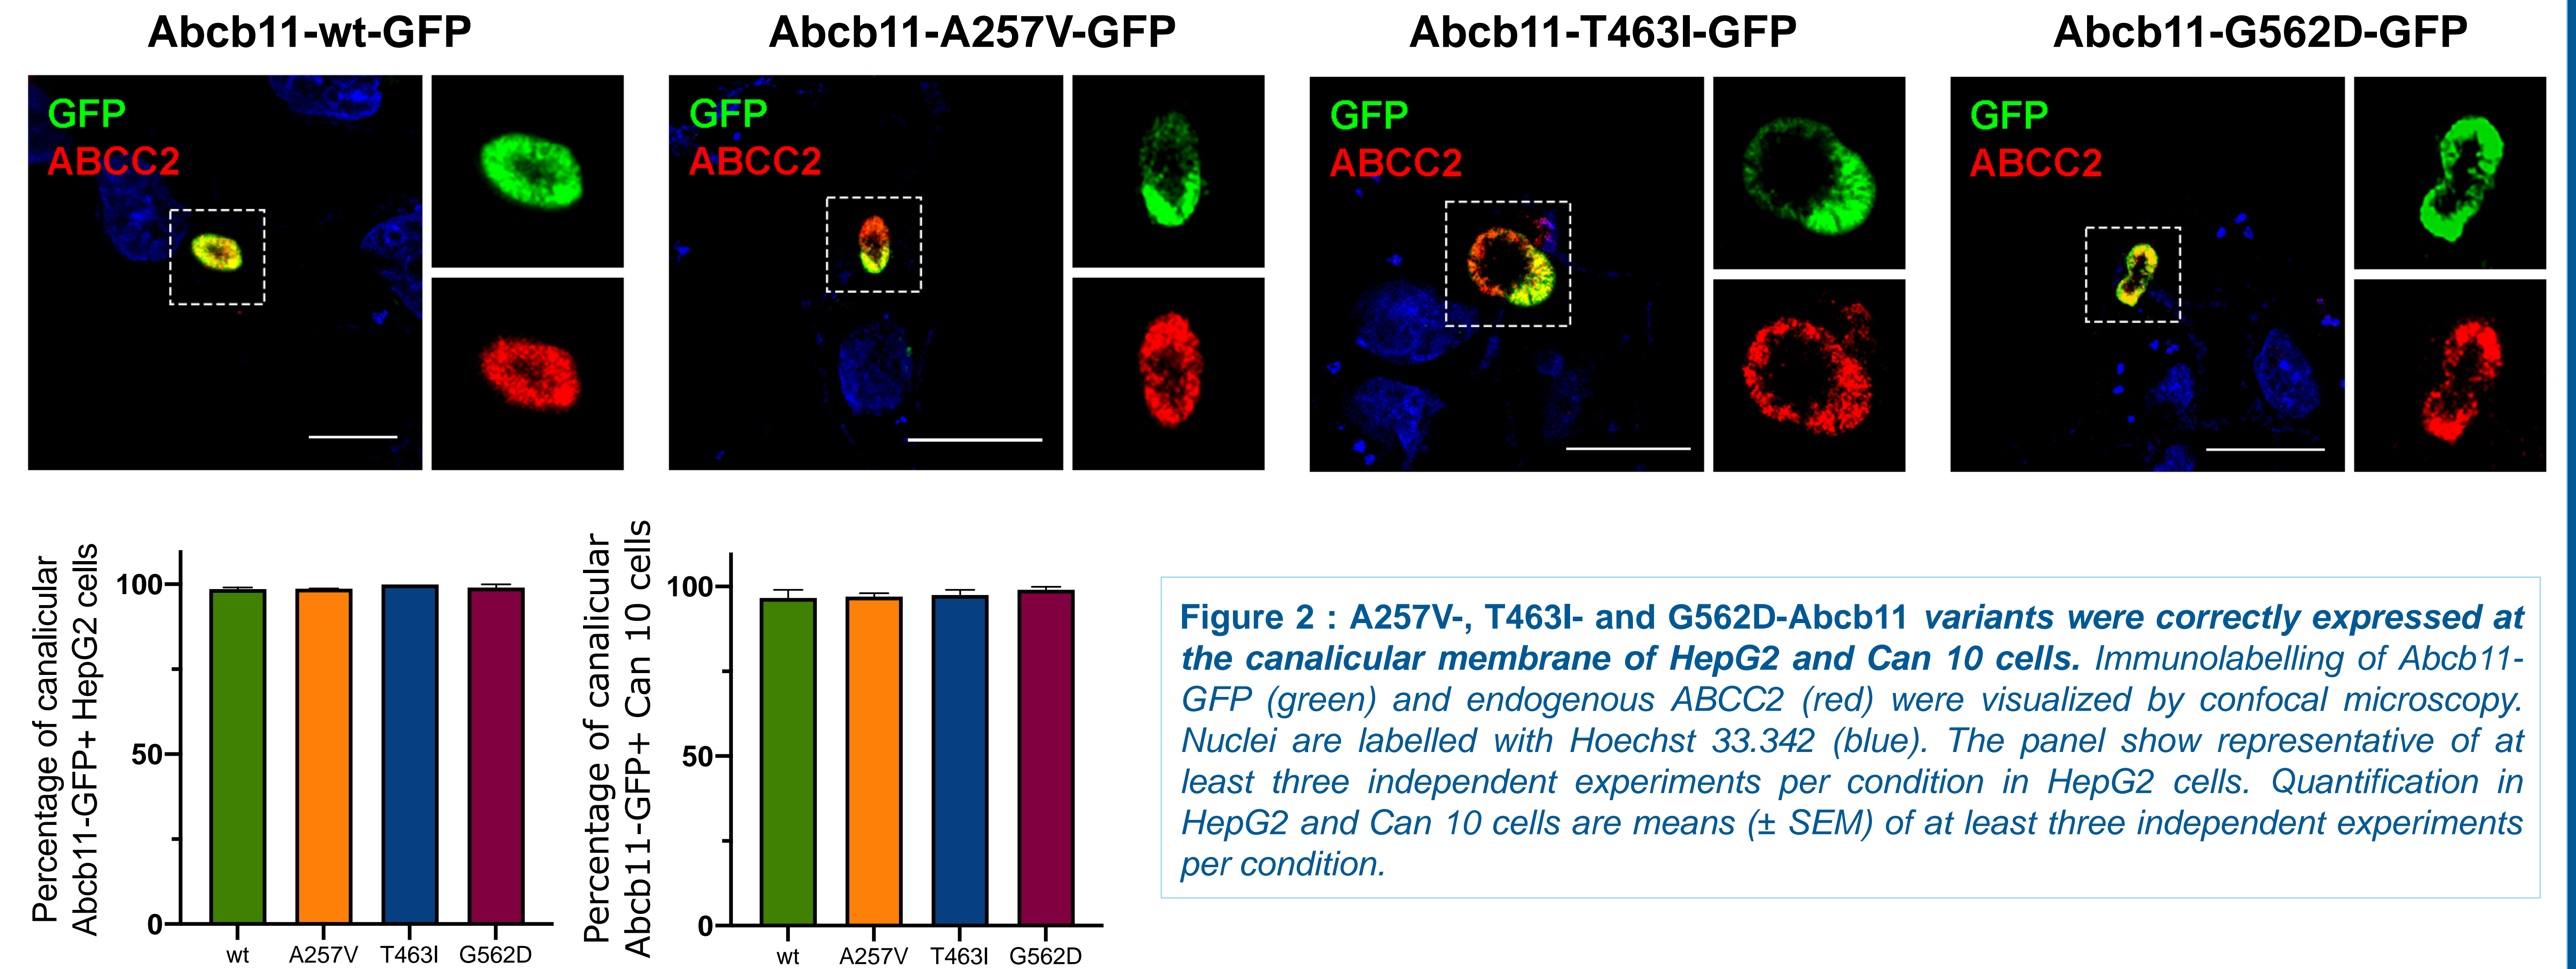 Abcb11-wt-GFP
Abcb11-A257V-GFP
Abcb11-T463I-GFP
Abcb11-G562D-GFP
GFP
ABCC2
GFP
ABCC2
GFP
ABCC2
GFP
ABCC2
Percentage of canalicular
Abcb11-GFP+ HepG2 cells
100
50
0
wt
A257V
T463I
G562D
Percentage of canalicular
Abcb11-GFP+ Can 10 cells
100
50
0
wt
A257V
T463I
G562D
Figure 2 : A257V-, T463I- and G562D-Abcb11 variants were correctly expressed at
the canalicular membrane of HepG2 and Can 10 cells. Immunolabelling of Abcb11-
GFP (green) and endogenous ABCC2 (red) were visualized by confocal microscopy.
Nuclei are labelled with Hoechst 33.342 (blue). The panel show representative of at
least three independent experiments per condition in HepG2 cells. Quantification in
HepG2 and Can 10 cells are means (± SEM) of at least three independent experiments
per condition.